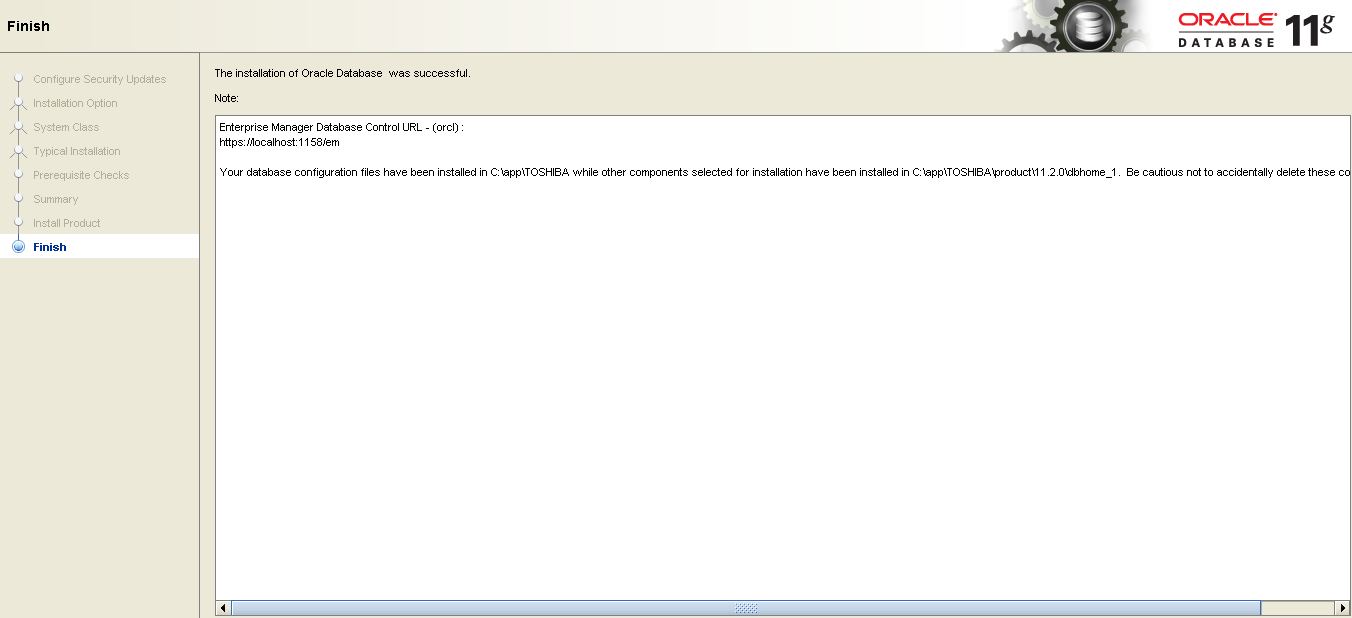 Finish
ORACLE
DATABASE
11g
Configure Security Updates
Installation Option
System Class
Typical Installation
Prerequisite Checks
Summary
Install Product
Finish
The installation of Oracle Database  was successful.
Note:
Enterprise Manager Database Control URL - (orcl) :
https://localhost:1158/em
Your database configuration files have been installed in C:\app\TOSHIBA while other components selected for installation have been installed in C:\app\TOSHIBA\product\11.2.0\dbhome_1.  Be cautious not to accidentally delete these co